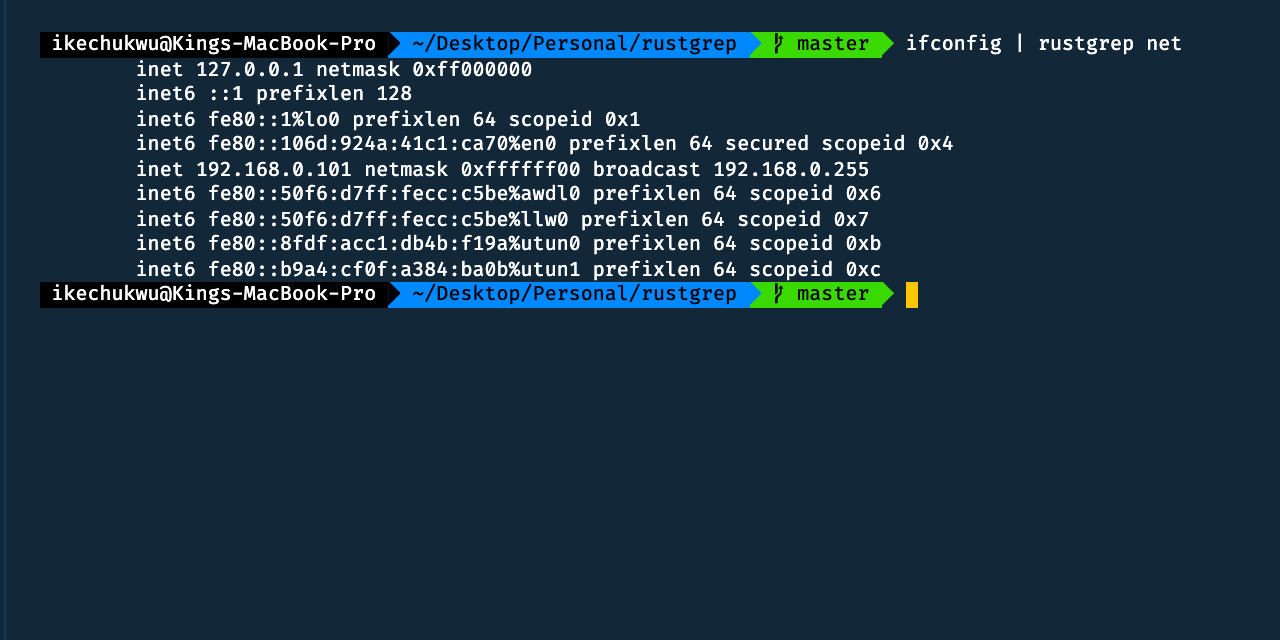 ikechukwu@Kings-MacBook-Pro ~/Desktop/Personal/rustgrep master ifconfig | rustgrep net
inet 127.0.0.1 netmask 0xff000000
inet6 ::1 prefixlen 128
inet6 fe80::1%lo0 prefixlen 64 scopeid 0x1
inet6 fe80::106d:924a:41c1:ca70%en0 prefixlen 64 secured scopeid 0x4
inet 192.168.0.101 netmask 0xffffff00 broadcast 192.168.0.255
inet6 fe80::50f6:d7ff:fecc:c5be%awdl0 prefixlen 64 scopeid 0x6
inet6 fe80::50f6:d7ff:fecc:c5be%llw0 prefixlen 64 scopeid 0x7
inet6 fe80::8fdf:acc1:db4b:f19a%utun0 prefixlen 64 scopeid 0xb
inet6 fe80::b9a4:cf0f:a384:ba0b%utun1 prefixlen 64 scopeid 0xc
ikechukwu@Kings-MacBook-Pro ~/Desktop/Personal/rustgrep master